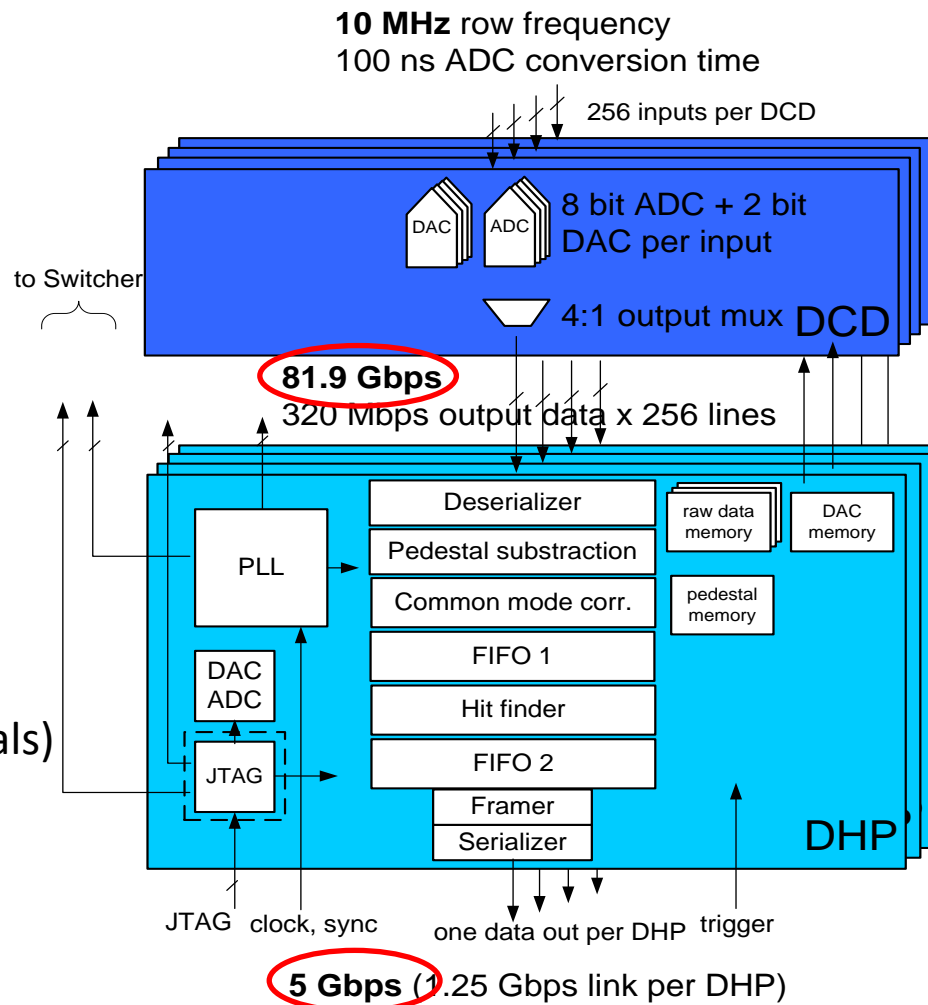 10 MHz row frequency
100 ns ADC conversion time
256 inputs per DCD
DAC
ADC
8 bit ADC + 2 bit
DAC per input
to Switcher
4:1 output mux
DCD
81.9 Gbps
320 Mbps output data x 256 lines
Deserializer
raw data
memory
DAC
memory
Pedestal substraction
PLL
Common mode corr.
pedestal
memory
FIFO 1
DAC
ADC
Hit finder
als)
JTAG
FIFO 2
Framer
Serializer
DHP
JTAG
clock, sync
one data out per DHP
trigger
5 Gbps (1.25 Gbps link per DHP)